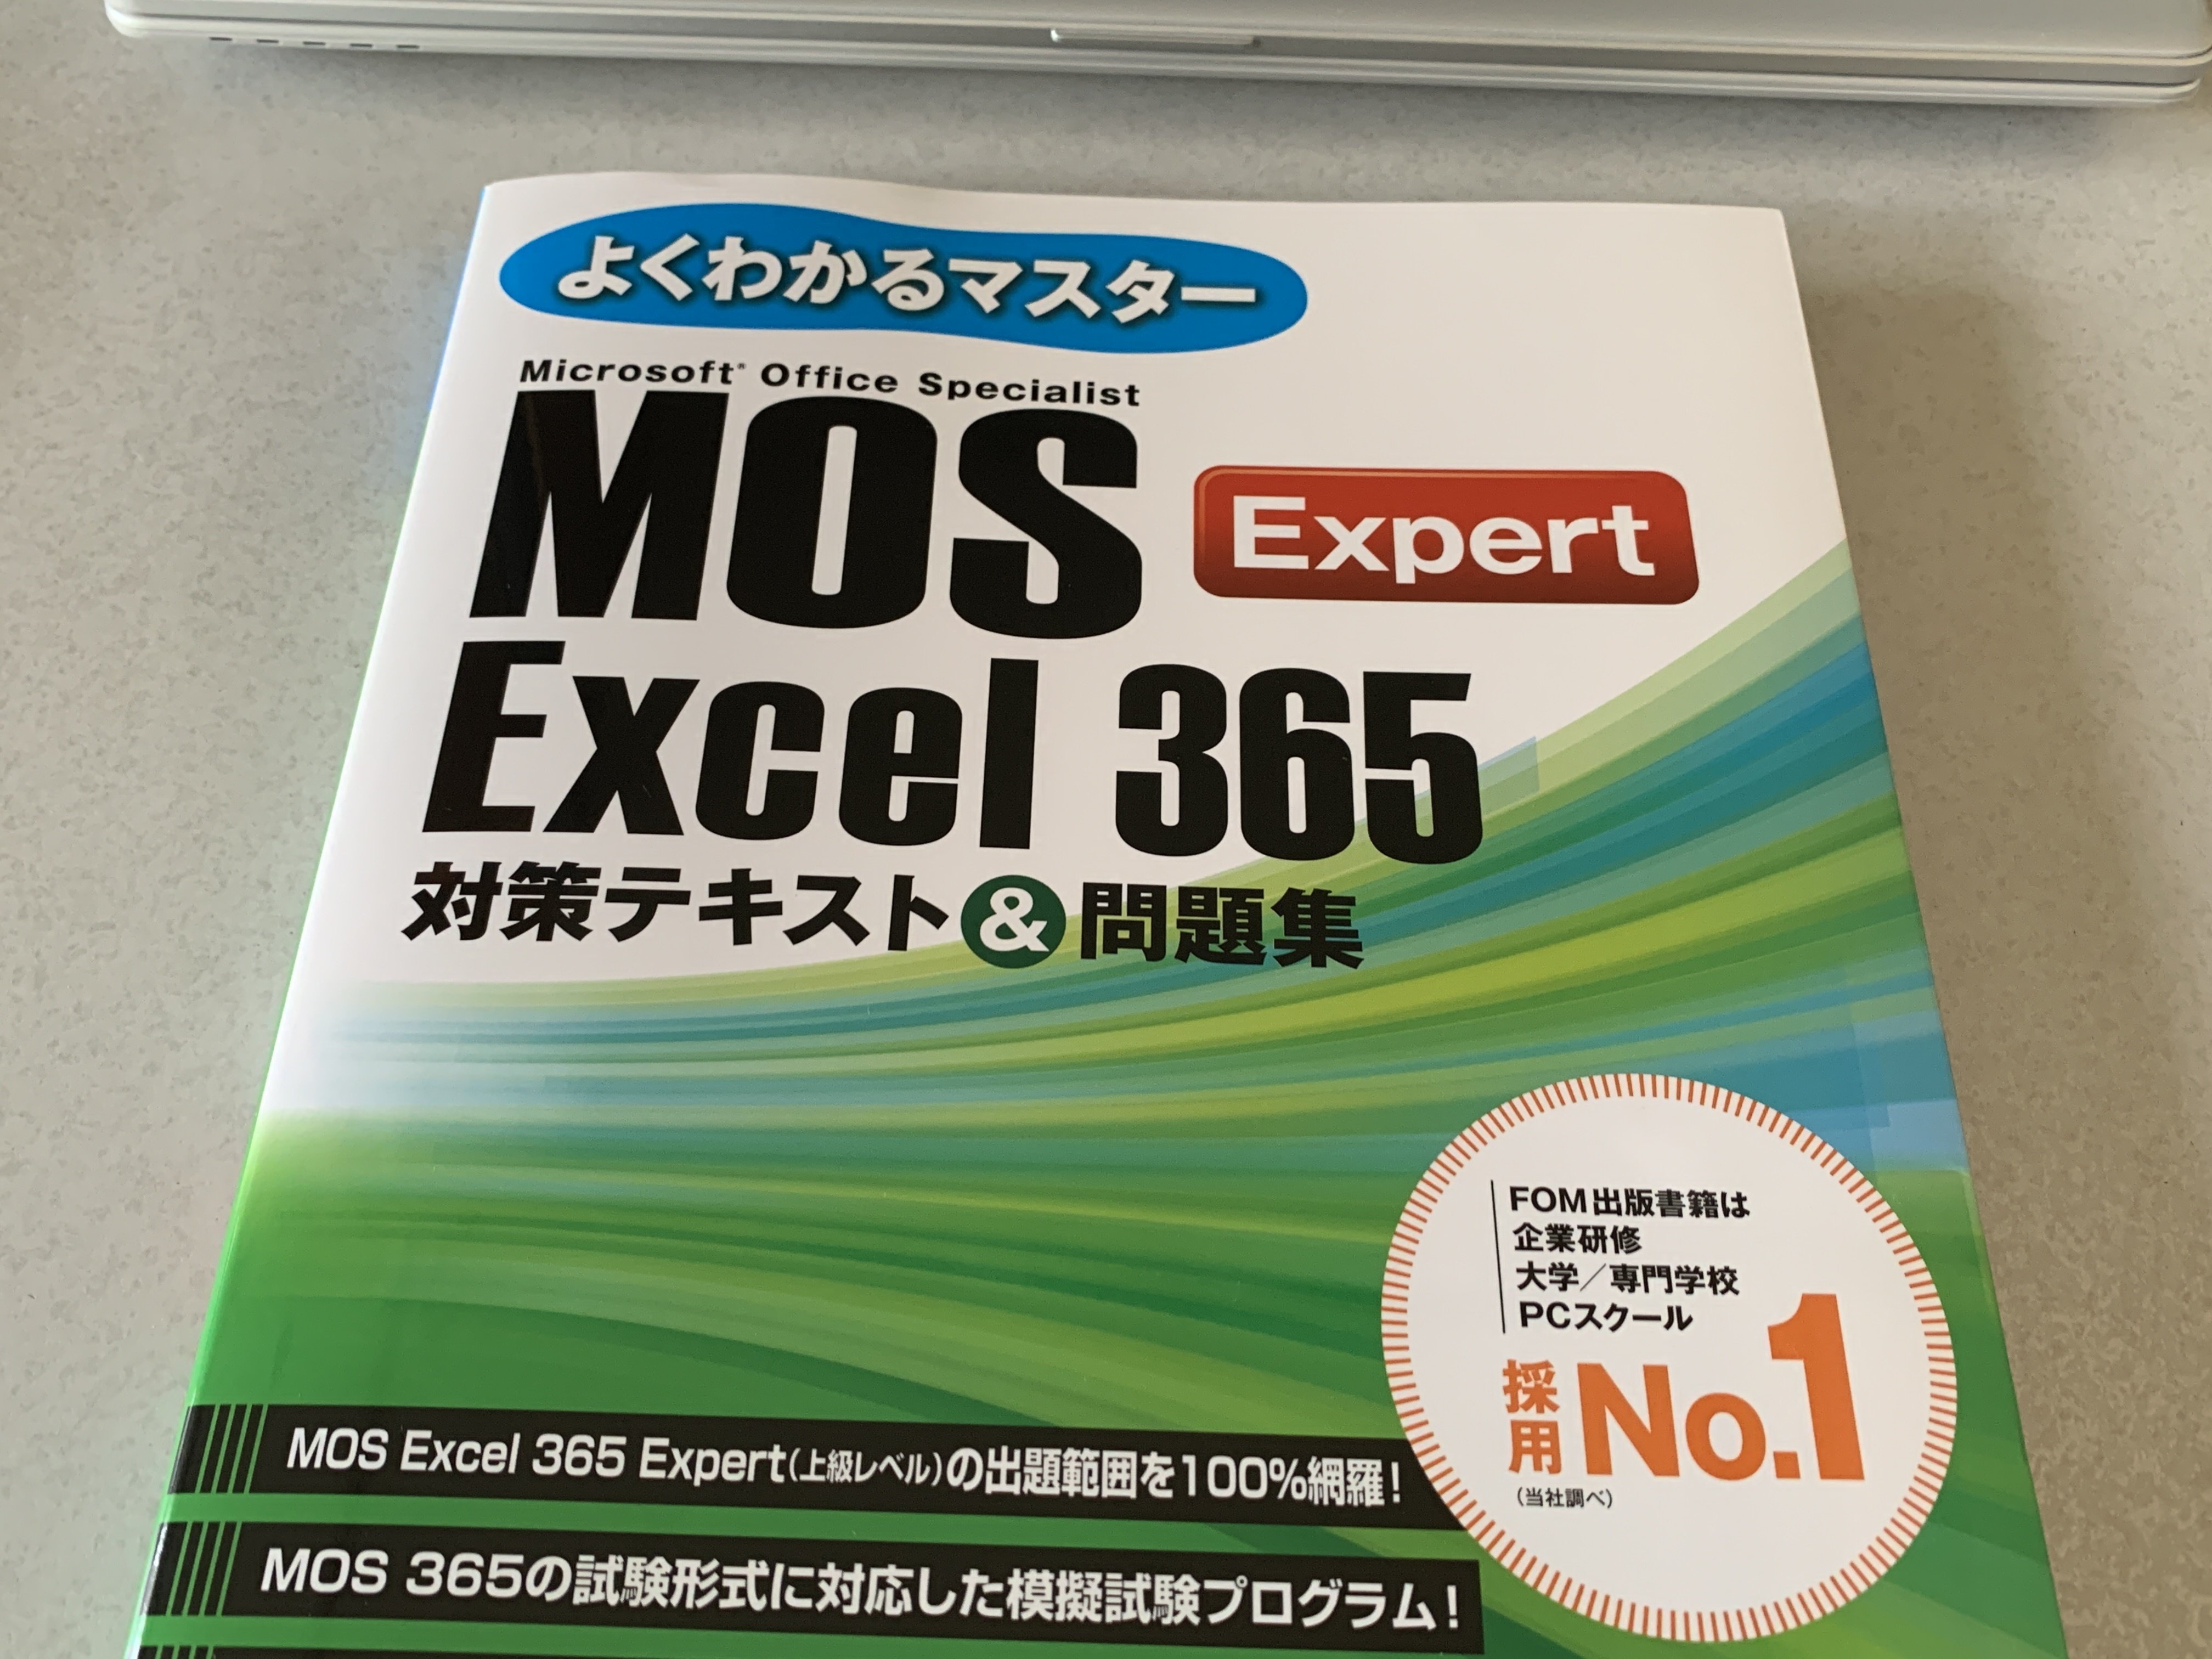 よくわかるマスター
Microsoft® Office Specialist
MOS
Expert
Excel 365
対策テキスト&問題集
FOM出版書籍は
企業研修
大学/専門学校
PCスクール
採用No.1
(当社調べ)
MOS Excel 365 Expert(上級レベル)の出題範囲を100%網羅!
MOS 365の試験形式に対応した模擬試験プログラム!